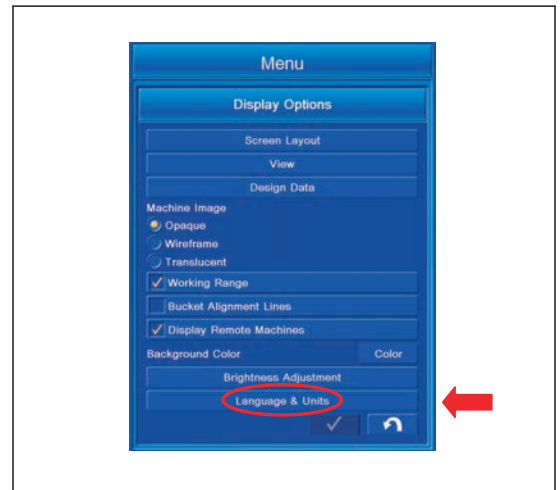 Menu
Display Options
Screen Layout
View
Design Data
Machine Image
Opaque
Wireframe
Translucent
Working Range
Bucket Alignment Lines
Display Remote Machines
Background Color Color
Brightness Adjustment
Language & Units